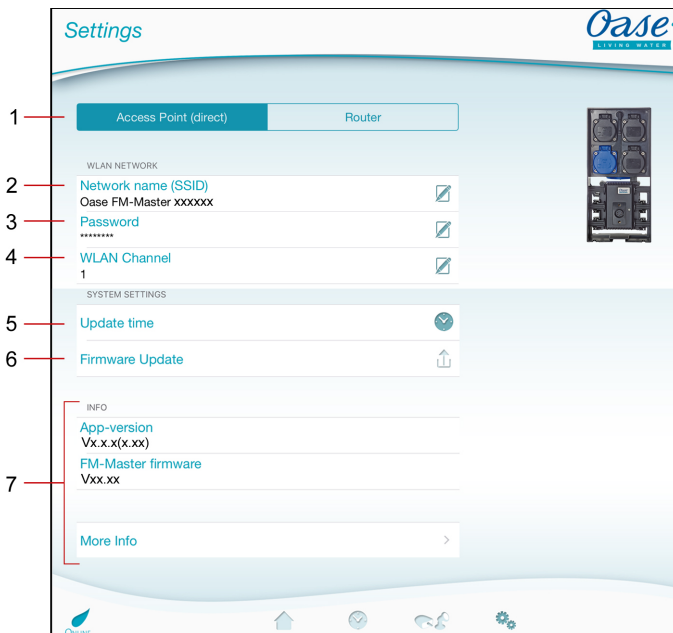 Settings
Oase
LIVING WATER
1
Access Point (direct) Router
WLAN NETWORK
2
Network name (SSID)
Oase FM-Master xxxxxx
3
Password
********
4
WLAN Channel
1
SYSTEM SETTINGS
5
Update time
6
Firmware Update
INFO
App-version
Vx.x.x(x.xx)
FM-Master firmware
Vxx.xx
7
More Info
ONLINE